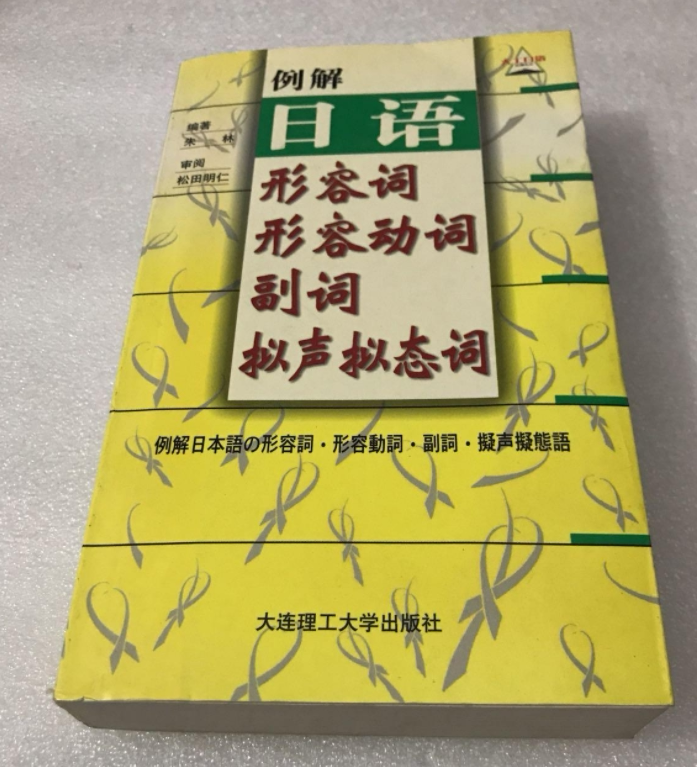 例解
日语
形容词
形容动词
副词
拟声拟态词
编著
朱 林
审阅
松田明仁
例解日本語の形容詞・形容動詞・副詞・擬声擬態語
大连理工大学出版社